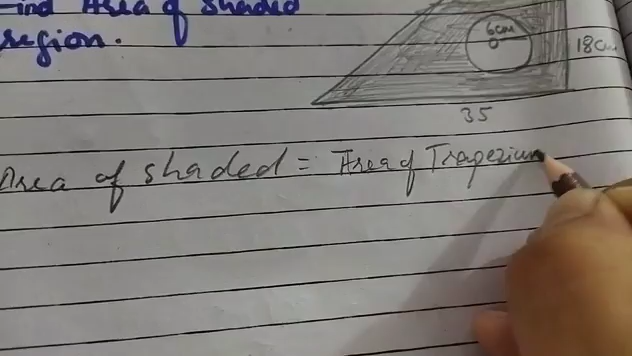 Find Area of shaded
region.
6cm
18cm
35
Area of shaded = Area of Trapezium